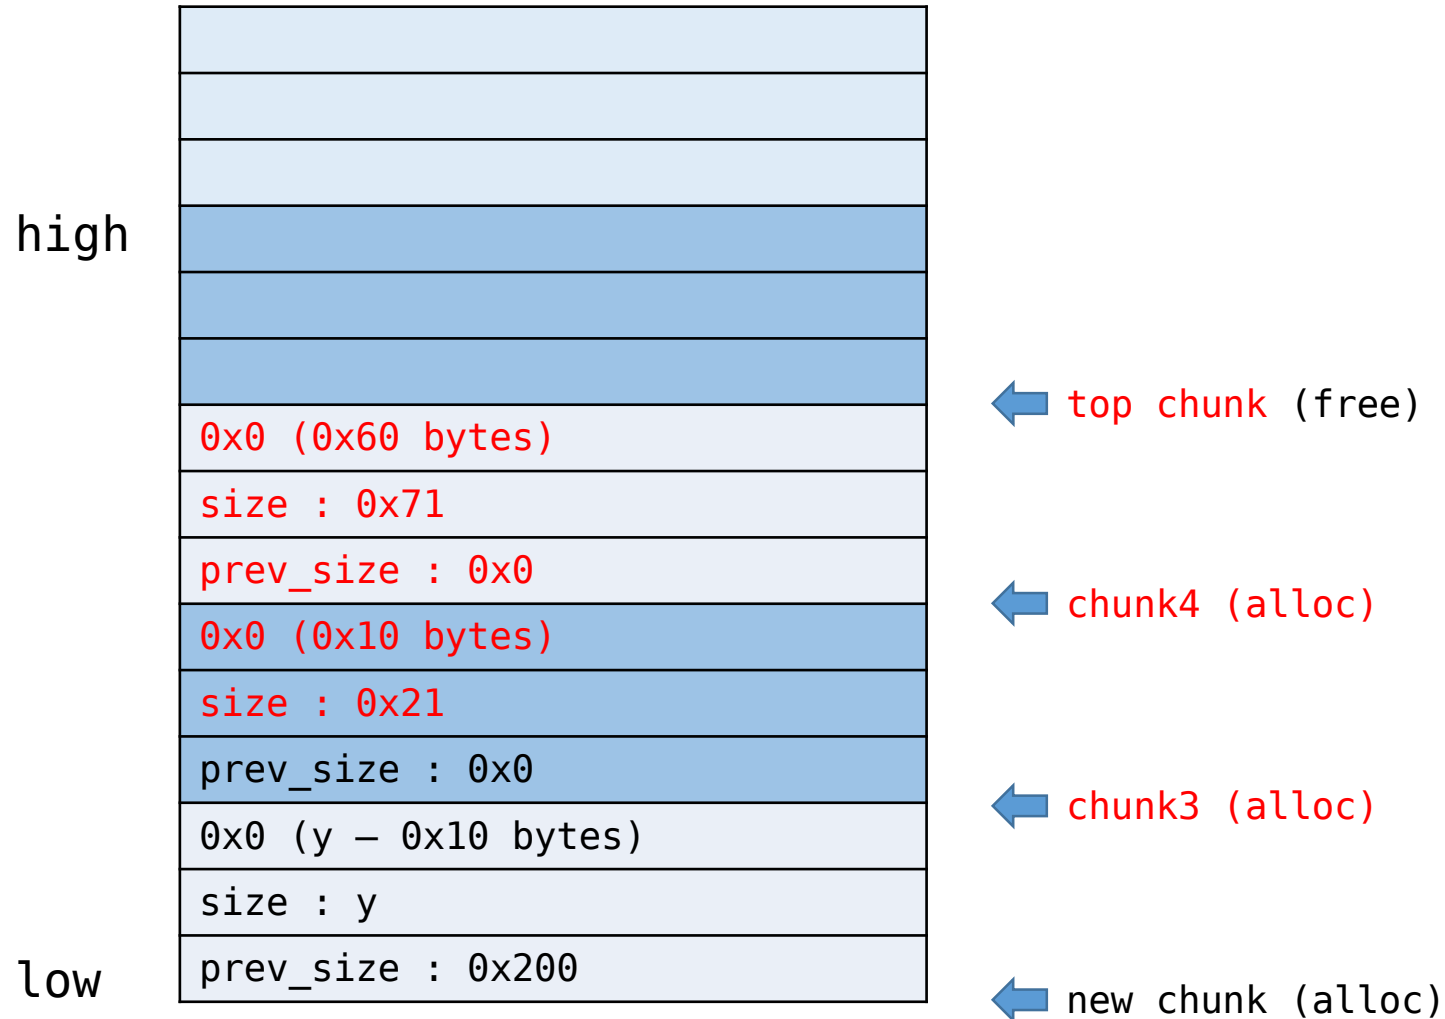 high
top chunk (free)
0x0 (0x60 bytes)
size : 0x71
prev_size : 0x0
chunk4 (alloc)
0x0 (0x10 bytes)
size : 0x21
prev_size : 0x0
chunk3 (alloc)
0x0 (y – 0x10 bytes)
size : y
low
prev_size : 0x200
new chunk (alloc)